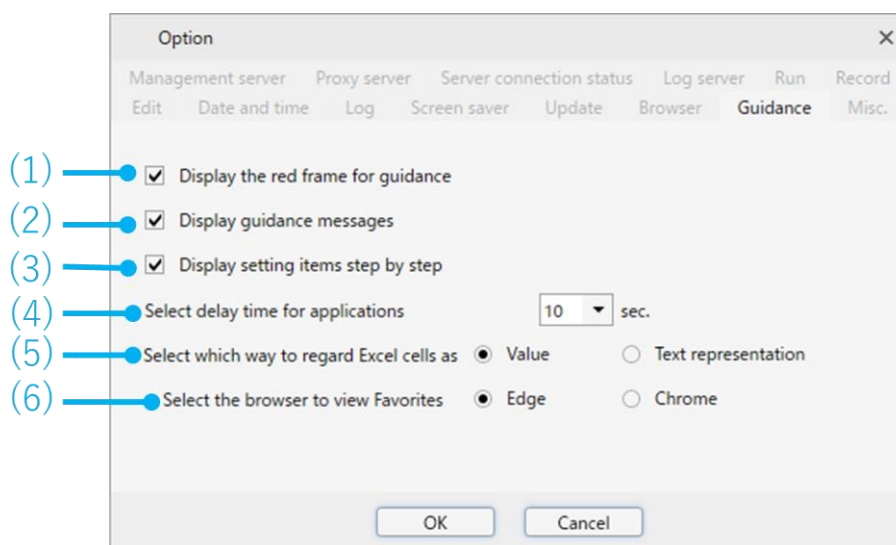 Option
Management server Proxy server Server connection status Log server Run Record
Edit Date and time Log Screen saver Update Browser Guidance Misc.
(1) Display the red frame for guidance
(2) Display guidance messages
(3) Display setting items step by step
(4) Select delay time for applications 10 sec.
(5) Select which way to regard Excel cells as Value Text representation
(6) Select the browser to view Favorites Edge Chrome
OK Cancel